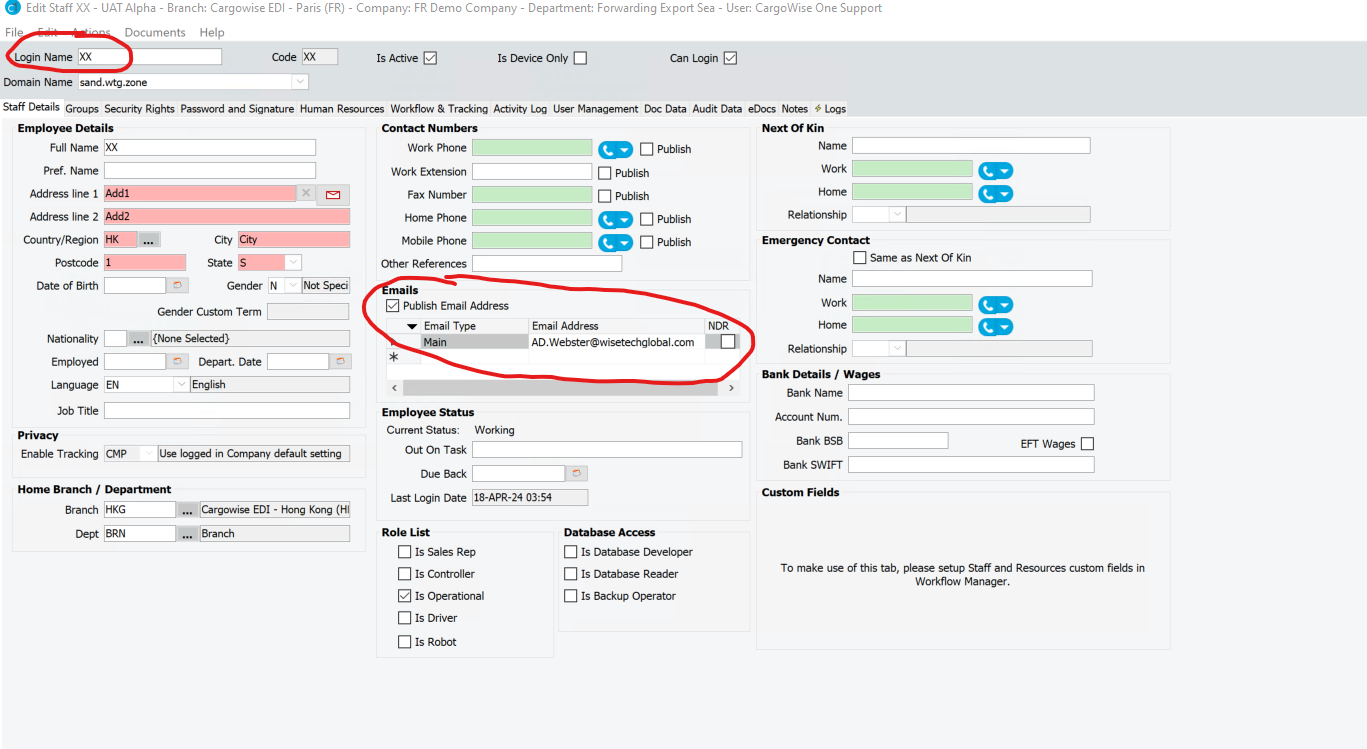 Edit Staff XX - UAT Alpha - Branch: Cargowise EDI - Paris (FR) - Company: FR Demo Company - Department: Forwarding Export Sea - User: CargoWise One Support
File Edit Actions Documents Help
Login Name XX Code XX Is Active Is Device Only Can Login
Domain Name sand.wtg.zone
Staff Details Groups Security Rights Password and Signature Human Resources Workflow & Tracking Activity Log User Management Doc Data Audit Data eDocs Notes Logs
Employee Details
Full Name XX
Pref. Name
Address line 1 Add1
Address line 2 Add2
Country/Region HK ... City City
Postcode 1 State S
Date of Birth Gender N Not Speci
Gender Custom Term
Nationality ... {None Selected}
Employed Depart. Date
Language EN English
Job Title
Privacy
Enable Tracking CMP Use logged in Company default setting
Home Branch / Department
Branch HKG ... Cargowise EDI - Hong Kong (HI
Dept BRN ... Branch
Contact Numbers
Work Phone Publish
Work Extension Publish
Fax Number Publish
Home Phone Publish
Mobile Phone Publish
Other References
Emails
Publish Email Address
Email Type Email Address NDR
Main AD.Webster@wisetechglobal.com
Employee Status
Current Status: Working
Out On Task
Due Back
Last Login Date 18-APR-24 03:54
Role List
Is Sales Rep
Is Controller
Is Operational
Is Driver
Is Robot
Database Access
Is Database Developer
Is Database Reader
Is Backup Operator
Next Of Kin
Name
Work
Home
Relationship
Emergency Contact
Same as Next Of Kin
Name
Work
Home
Relationship
Bank Details / Wages
Bank Name
Account Num.
Bank BSB EFT Wages
Bank SWIFT
Custom Fields
To make use of this tab, please setup Staff and Resources custom fields in
Workflow Manager.